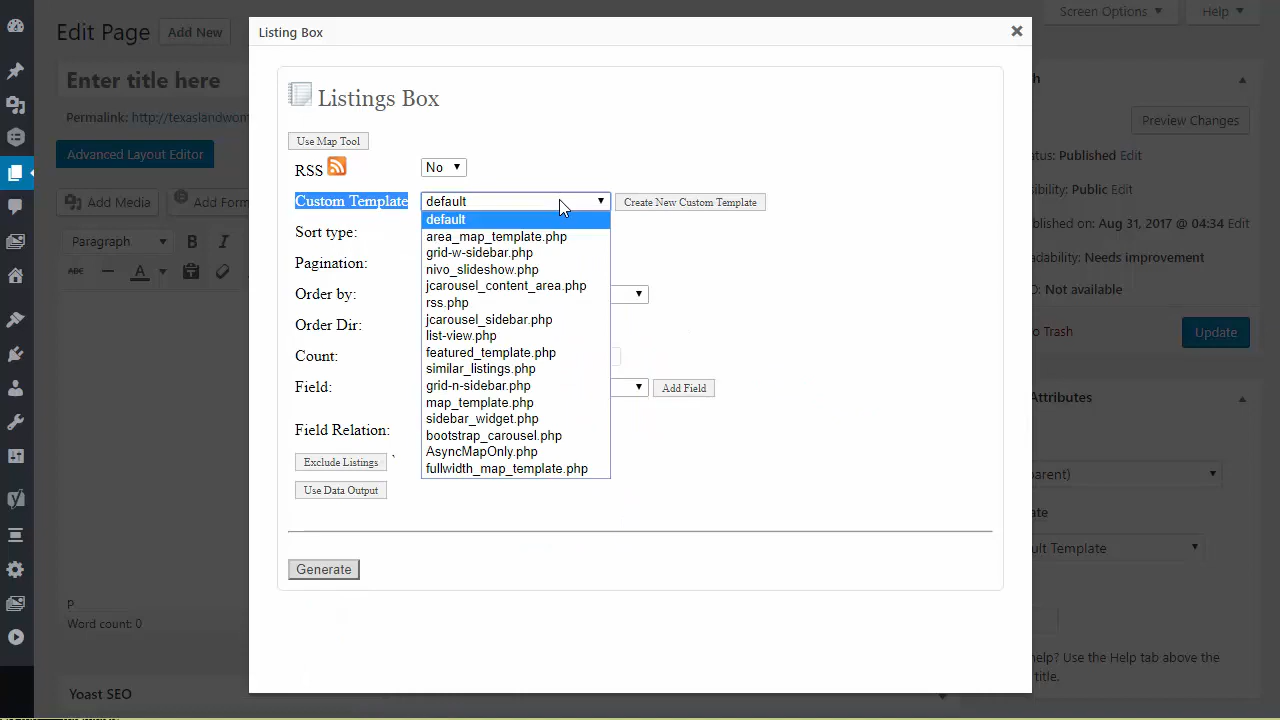 Edit Page
Add New
Screen Options
Help
Listing Box
Enter title here
Permalink: http://texaslandwom
Advanced Layout Editor
Add Media
Add Form
Paragraph
B
I
ABC
A
P
Word count: 0
Yoast SEO
Listings Box
Use Map Tool
RSS
No
Custom Template
default
Create New Custom Template
default
area_map_template.php
grid-w-sidebar.php
nivo_slideshow.php
jcarousel_content_area.php
rss.php
jcarousel_sidebar.php
list-view.php
featured_template.php
similar_listings.php
grid-n-sidebar.php
map_template.php
sidebar_widget.php
bootstrap_carousel.php
AsyncMapOnly.php
fullwidth_map_template.php
Sort type:
Pagination:
Order by:
Order Dir:
Count:
Field:
Add Field
Field Relation:
Exclude Listings
`
Use Data Output
Generate
h
Preview Changes
tatus: Published Edit
ibility: Public Edit
ublished on: Aug 31, 2017 @ 04:34 Edit
adability: Needs improvement
O: Not available
o Trash
Update
Attributes
parent)
ate
ult Template
help? Use the Help tab above the
title.